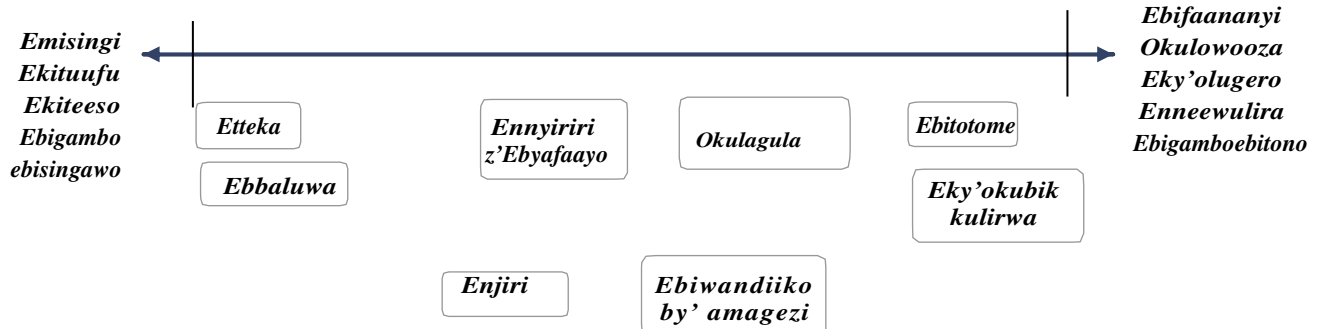 Emisingi
Ekituufu
Ekiteeso
Ebigambo
ebisingawo
Etteka
Ebbaluwa
Ennyiriri
z'Ebyafaayo
Enjiri
Okulagula
Ebiwandiiko
by' amagezi
Ebitotome
Eky'okubik
kulirwa
Ebifaananyi
Okulowooza
Eky'olugero
Enneewulira
Ebigamboebitono